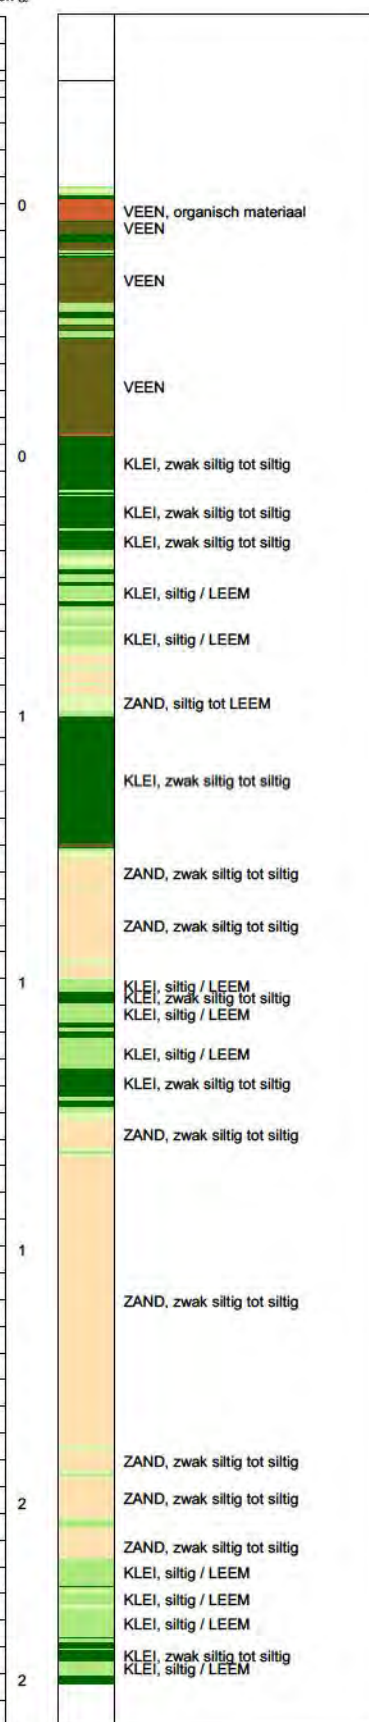 0
VEEN, organisch materiaal
VEEN
VEEN
VEEN
0
KLEI, zwak siltig tot siltig
KLEI, zwak siltig tot siltig
KLEI, zwak siltig tot siltig
KLEI, siltig / LEEM
KLEI, siltig / LEEM
ZAND, siltig tot LEEM
1
KLEI, zwak siltig tot siltig
ZAND, zwak siltig tot siltig
ZAND, zwak siltig tot siltig
1
KLEI, siltig / LEEM
KLEI, zwak siltig tot siltig
KLEI, siltig / LEEM
KLEI, siltig / LEEM
KLEI, zwak siltig tot siltig
ZAND, zwak siltig tot siltig
1
ZAND, zwak siltig tot siltig
ZAND, zwak siltig tot siltig
ZAND, zwak siltig tot siltig
2
ZAND, zwak siltig tot siltig
KLEI, siltig / LEEM
KLEI, siltig / LEEM
KLEI, siltig / LEEM
KLEI, zwak siltig tot siltig
KLEI, siltig / LEEM
2